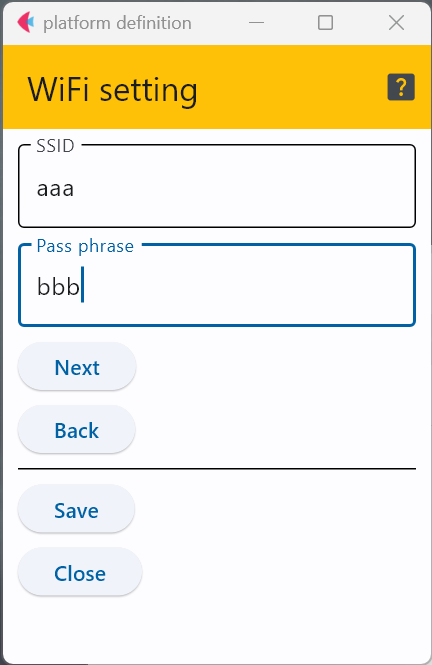 platform definition
WiFi setting
?
SSID
aaa
Pass phrase
bbb
Next
Back
Save
Close